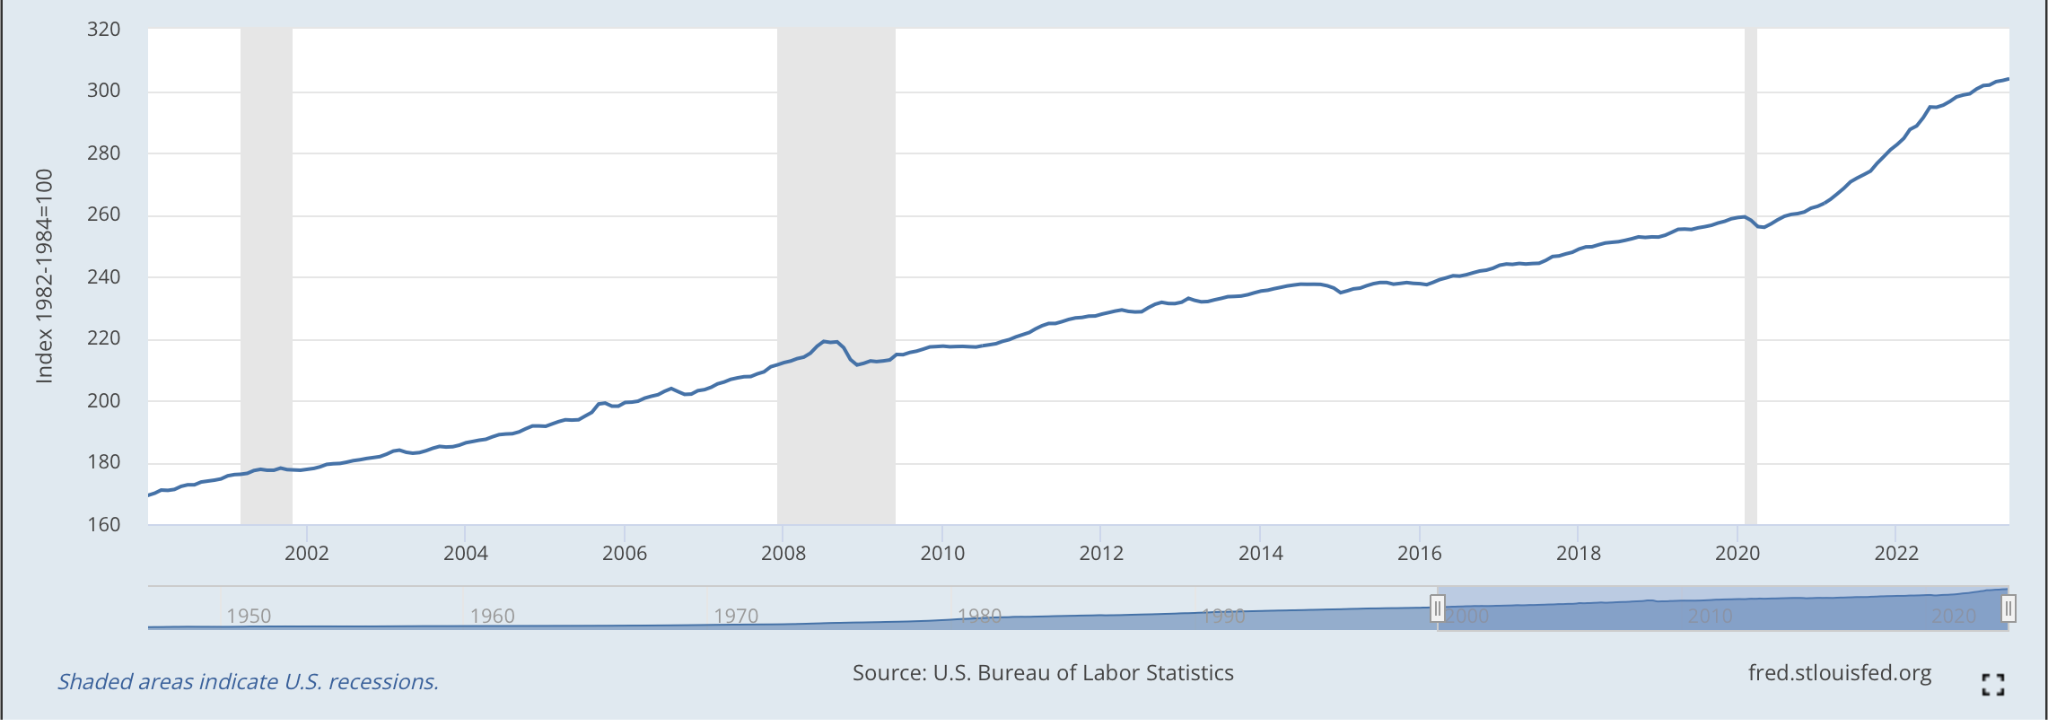 320
300
280
260
240
220
200
180
160
Index 1982-1984=100
2002 2004 2006 2008 2010 2012 2014 2016 2018 2020 2022
1950 1960 1970 1980 1990 2000 2010 2020
Shaded areas indicate U.S. recessions.
Source: U.S. Bureau of Labor Statistics
fred.stlouisfed.org